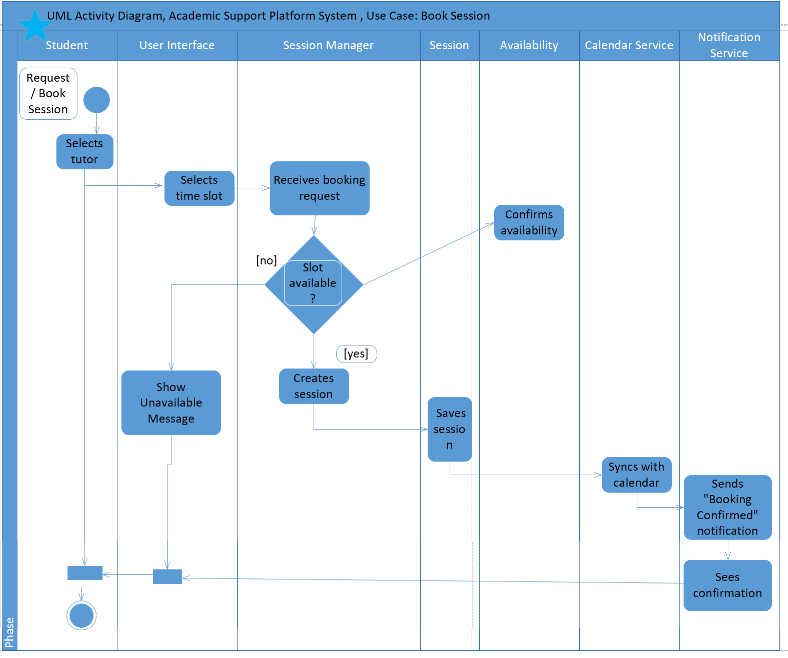 UML Activity Diagram, Academic Support Platform System , Use Case: Book Session
Student
User Interface
Session Manager
Session
Availability
Calendar Service
Notification
Service
Request
/ Book
Session
Selects
tutor
Selects
time slot
Receives booking
request
Confirms
availability
[no]
Slot
available
?
[yes]
Show
Unavailable
Message
Creates
session
Saves
sessio
n
Syncs with
calendar
Sends
"Booking
Confirmed"
notification
Sees
confirmation
Phase